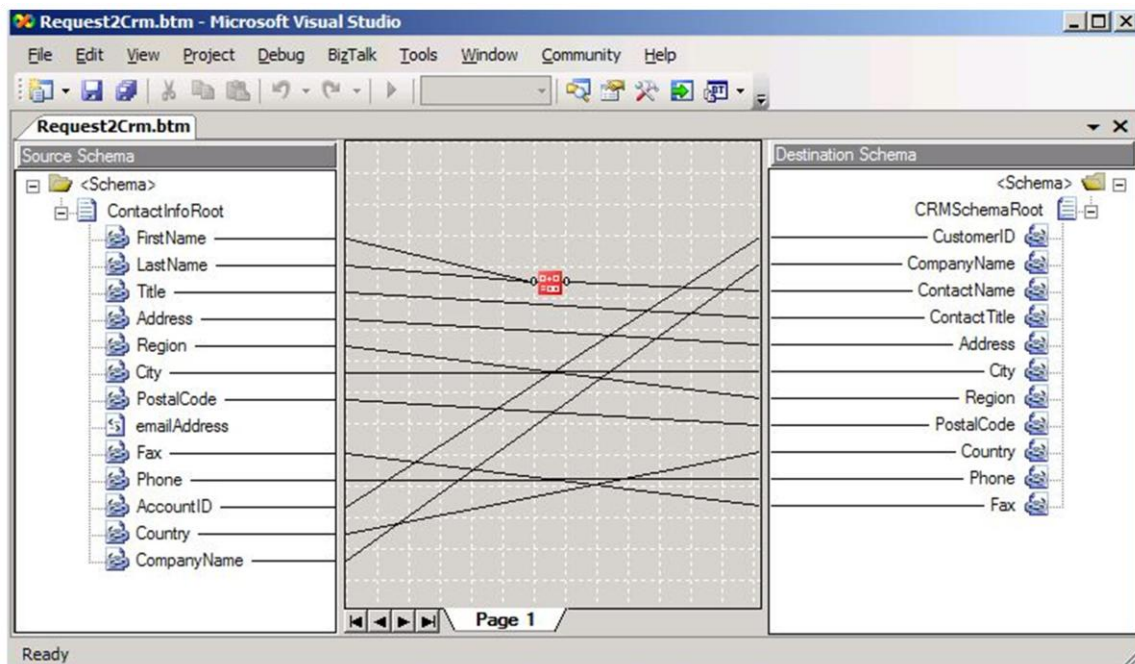 Request2Crm.btm - Microsoft Visual Studio
File Edit View Project Debug BizTalk Tools Window Community Help
Request2Crm.btm
Source Schema
<Schema>
ContactInfoRoot
FirstName
LastName
Title
Address
Region
City
PostalCode
emailAddress
Fax
Phone
AccountID
Country
CompanyName
Page 1
Destination Schema
<Schema>
CRMSchemaRoot
CustomerID
CompanyName
ContactName
ContactTitle
Address
City
Region
PostalCode
Country
Phone
Fax
Ready